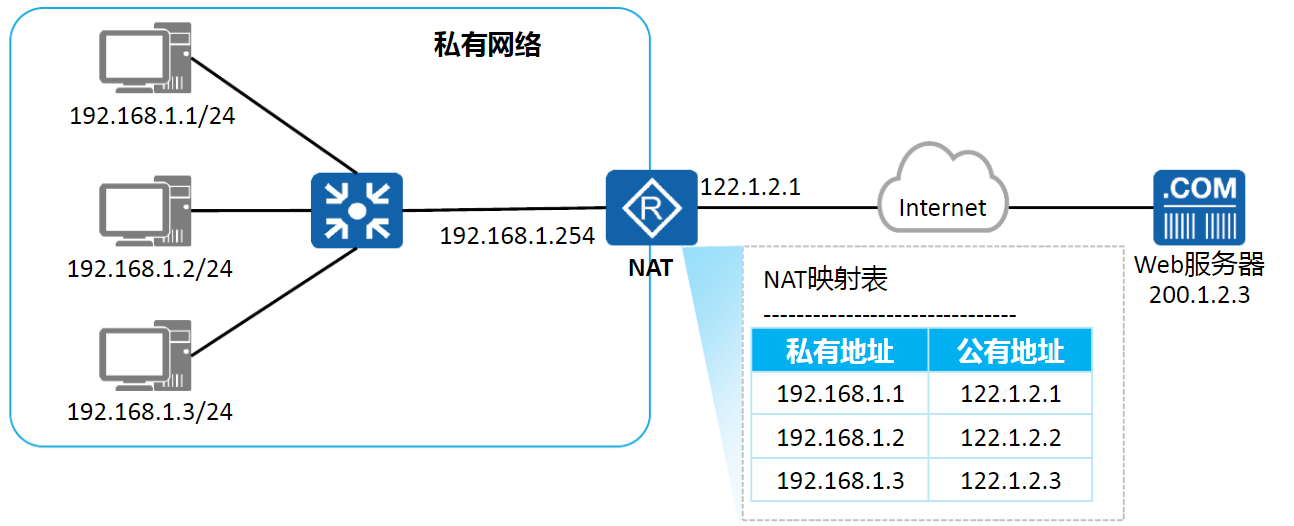 私有网络
192.168.1.1/24
192.168.1.2/24
192.168.1.3/24
192.168.1.254
R
NAT
122.1.2.1
Internet
.COM
Web服务器
200.1.2.3
NAT映射表
-------------------------------
私有地址 公有地址
192.168.1.1 122.1.2.1
192.168.1.2 122.1.2.2
192.168.1.3 122.1.2.3